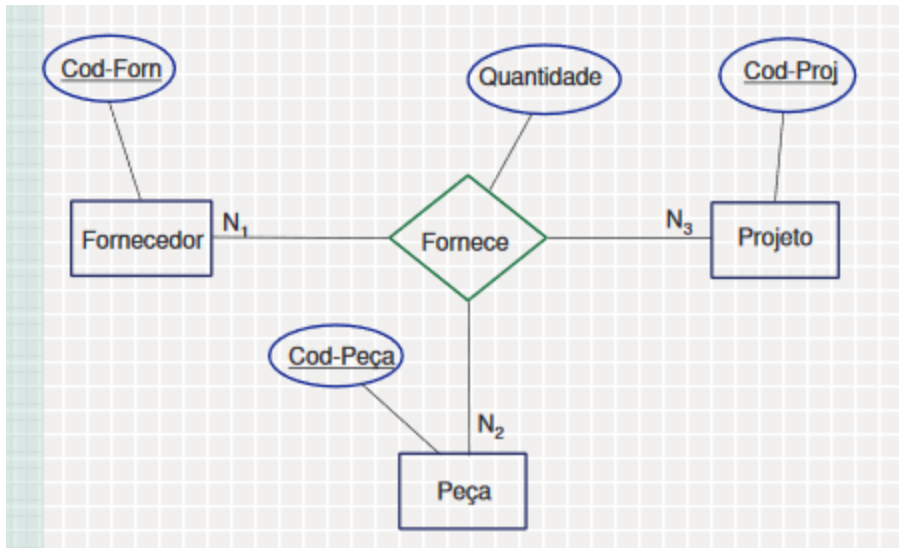 Cod-Forn
Quantidade
Cod-Proj
Fornecedor
N1
Fornece
N3
Projeto
Cod-Peça
N2
Peça